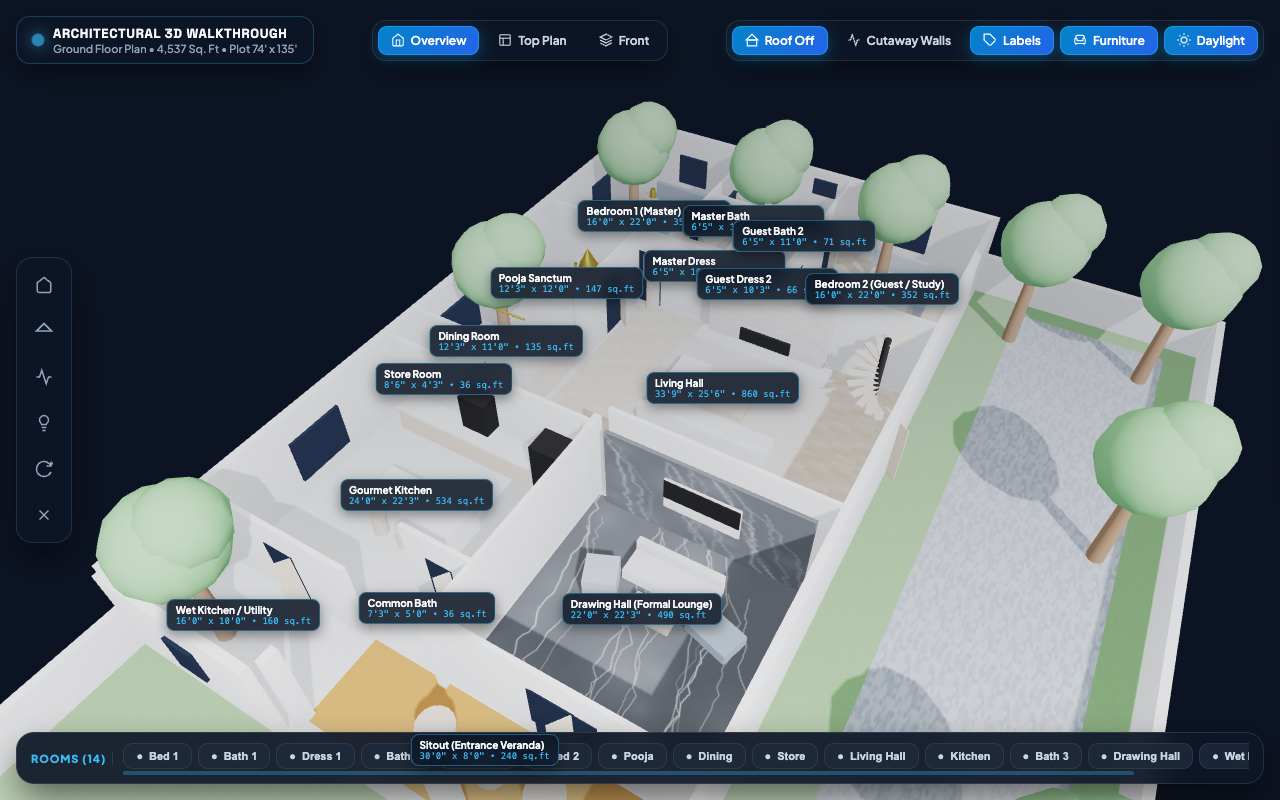 ARCHITECTURAL 3D WALKTHROUGH
Ground Floor Plan • 4,537 Sq. Ft • Plot 74' x 135'
Overview
Top Plan
Front
Roof Off
Cutaway Walls
Labels
Furniture
Daylight
Bedroom 1 (Master)
16'0" x 22'0" • 35
Master Bath
6'5" x 1
Guest Bath 2
6'5" x 11'0" • 71 sq.ft
Master Dress
6'5" x 10
Guest Dress 2
6'5" x 10'3" • 66
Bedroom 2 (Guest / Study)
16'0" x 22'0" • 352 sq.ft
Pooja Sanctum
12'3" x 12'0" • 147 sq.ft
Dining Room
12'3" x 11'0" • 135 sq.ft
Store Room
8'6" x 4'3" • 36 sq.ft
Living Hall
33'9" x 25'6" • 860 sq.ft
Gourmet Kitchen
24'0" x 22'3" • 534 sq.ft
Wet Kitchen / Utility
16'0" x 10'0" • 160 sq.ft
Common Bath
7'3" x 5'0" • 36 sq.ft
Drawing Hall (Formal Lounge)
22'0" x 22'3" • 490 sq.ft
Sitout (Entrance Veranda)
30'0" x 8'0" • 240 sq.ft
ROOMS (14)
• Bed 1
• Bath 1
• Dress 1
• Bath
ed 2
• Pooja
• Dining
• Store
• Living Hall
• Kitchen
• Bath 3
• Drawing Hall
• Wet